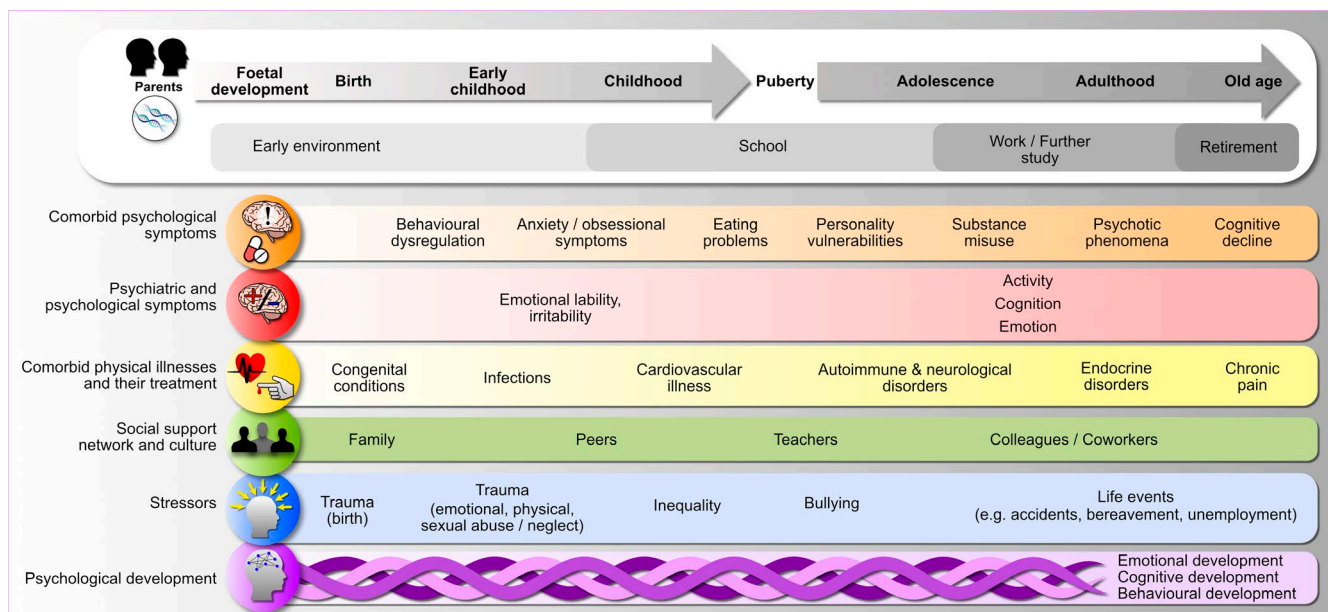 Parents
Foetal
development
Birth
Early
childhood
Childhood
Puberty
Adolescence
Adulthood
Old age
Early environment
School
Work / Further
study
Retirement
Comorbid psychological
symptoms
!
Behavioural
dysregulation
Anxiety / obsessional
symptoms
Eating
problems
Personality
vulnerabilities
Substance
misuse
Psychotic
phenomena
Cognitive
decline
Psychiatric and
psychological symptoms
+/-
Emotional lability,
irritability
Activity
Cognition
Emotion
Comorbid physical illnesses
and their treatment
Congenital
conditions
Infections
Cardiovascular
illness
Autoimmune & neurological
disorders
Endocrine
disorders
Chronic
pain
Social support
network and culture
Family
Peers
Teachers
Colleagues / Coworkers
Stressors
Trauma
(birth)
Trauma
(emotional, physical,
sexual abuse / neglect)
Inequality
Bullying
Life events
(e.g. accidents, bereavement, unemployment)
Psychological development
Emotional development
Cognitive development
Behavioural development